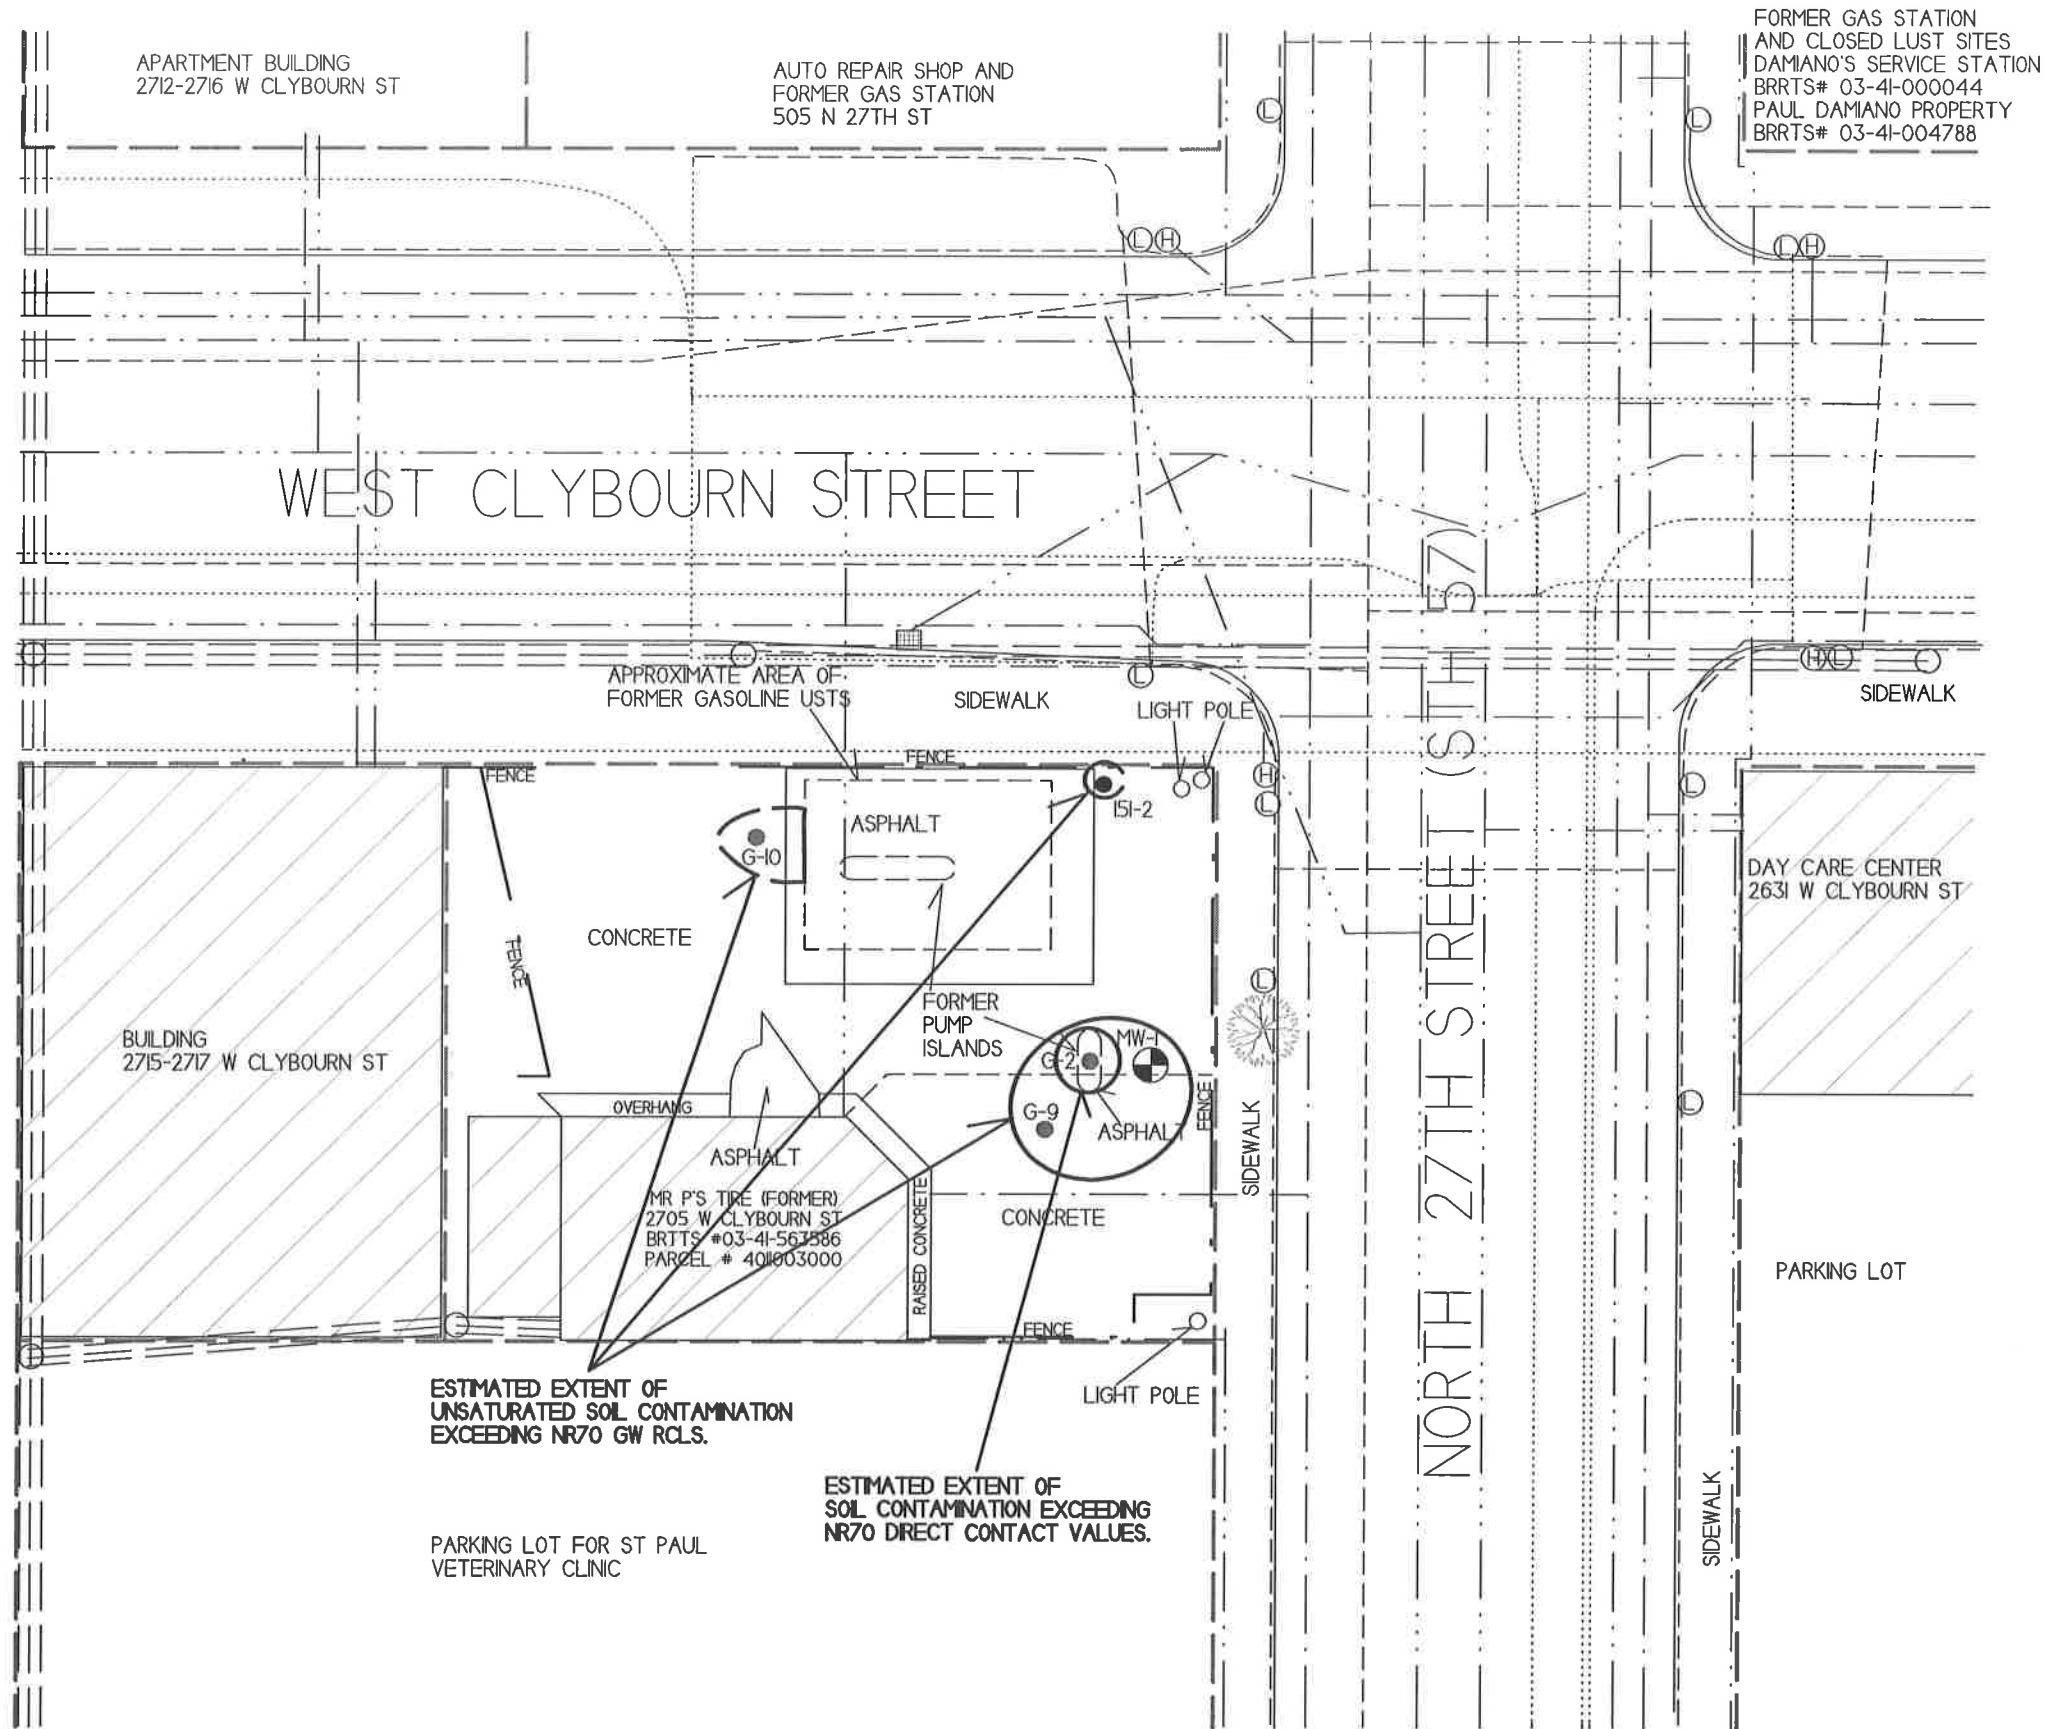 APARTMENT BUILDING
2712-2716 W CLYBOURN ST
AUTO REPAIR SHOP AND
FORMER GAS STATION
505 N 27TH ST
FORMER GAS STATION
AND CLOSED LUST SITES
DAMIANO'S SERVICE STATION
BRRTS# 03-41-000044
PAUL DAMIANO PROPERTY
BRRTS# 03-41-004788
L
L
L H
L H
WEST CLYBOURN STREET
NORTH 27TH STREET (STH 57)
APPROXIMATE AREA OF
FORMER GASOLINE USTS
SIDEWALK
L
LIGHT POLE
H L
SIDEWALK
FENCE
FENCE
H
L
L
151-2
ASPHALT
G-10
DAY CARE CENTER
2631 W CLYBOURN ST
CONCRETE
FENCE
L
FORMER
PUMP
ISLANDS
MW-1
G-2
BUILDING
2715-2717 W CLYBOURN ST
OVERHANG
G-9
ASPHALT
FENCE
L
SIDEWALK
ASPHALT
MR P'S TIRE (FORMER)
2705 W CLYBOURN ST
BRTTS #03-41-563586
PARCEL # 4011003000
RAISED CONCRETE
CONCRETE
PARKING LOT
FENCE
LIGHT POLE
ESTIMATED EXTENT OF
UNSATURATED SOIL CONTAMINATION
EXCEEDING NR70 GW RCLS.
ESTIMATED EXTENT OF
SOIL CONTAMINATION EXCEEDING
NR70 DIRECT CONTACT VALUES.
SIDEWALK
PARKING LOT FOR ST PAUL
VETERINARY CLINIC